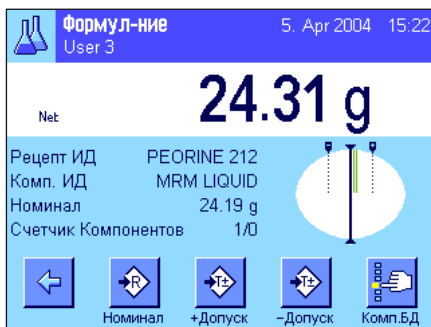 Формул-ние 5. Apr 2004 15:22
User 3
Net 24.31 g
Рецепт ИД PEORINE 212
Комп. ИД MRM LIQUID
Номинал 24.19 g
Счетчик Компонентов 1/0
R T± T±
Номинал +Допуск -Допуск Комп.БД